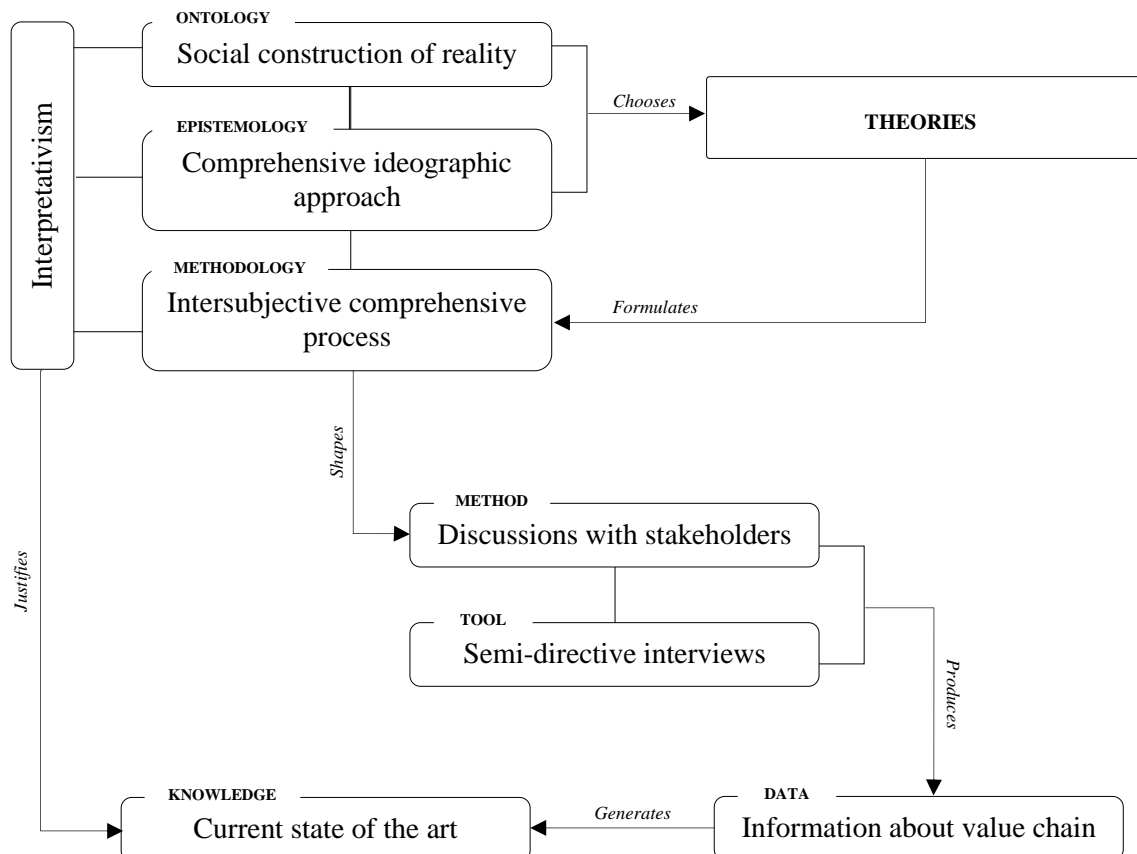 ONTOLOGY
Social construction of reality
Interpretativism
Chooses
THEORIES
EPISTEMOLOGY
Comprehensive ideographic
approach
METHODOLOGY
Intersubjective comprehensive
process
Formulates
Shapes
METHOD
Discussions with stakeholders
Justifies
TOOL
Semi-directive interviews
Produces
KNOWLEDGE
Current state of the art
Generates
DATA
Information about value chain